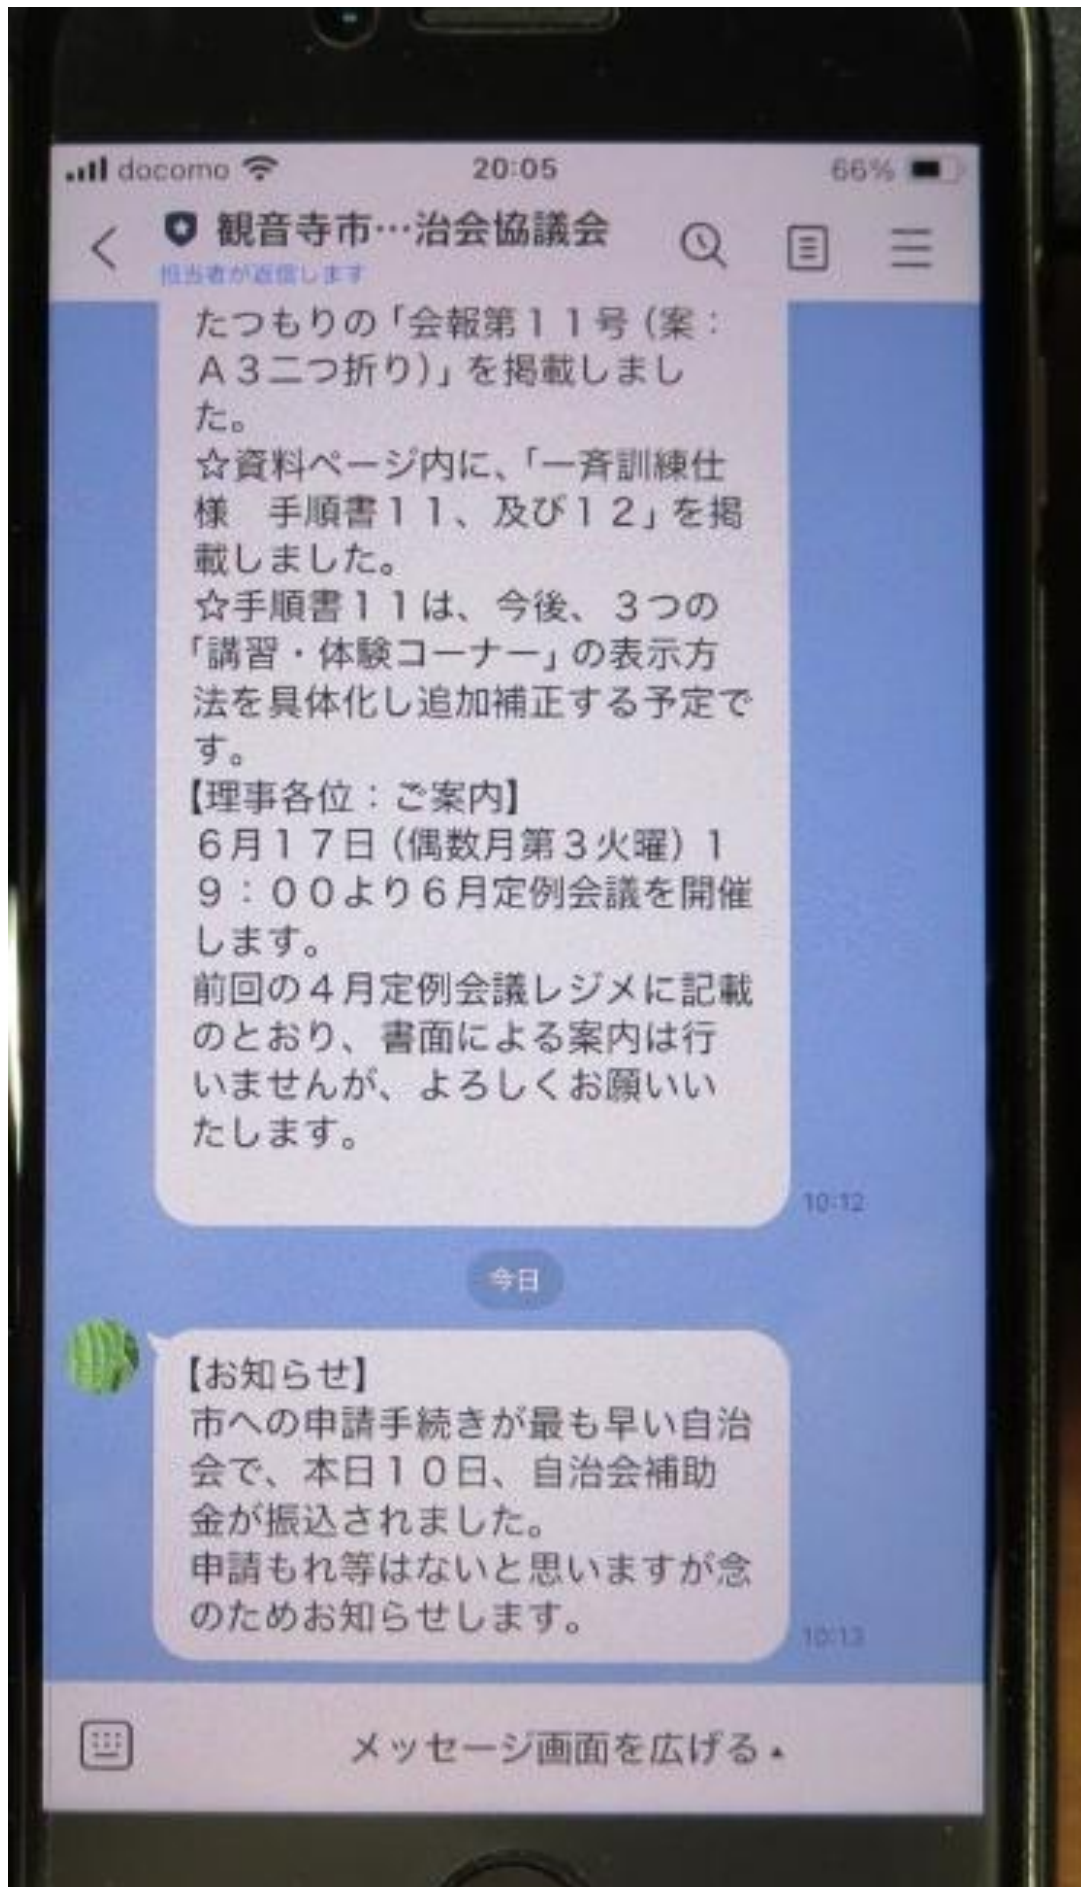 docomo 20:05 66%
観音寺市…治会協議会
担当者が返信します
たつもりの「会報第１１号（案：
Ａ３二つ折り）」を掲載しまし
た。
☆資料ページ内に、「一斉訓練仕
様　手順書１１、及び１２」を掲
載しました。
☆手順書１１は、今後、３つの
「講習・体験コーナー」の表示方
法を具体化し追加補正する予定で
す。
【理事各位：ご案内】
６月１７日（偶数月第３火曜）１
９：００より６月定例会議を開催
します。
前回の４月定例会議レジメに記載
のとおり、書面による案内は行
いませんが、よろしくお願いい
たします。
10:12
今日
【お知らせ】
市への申請手続きが最も早い自治
会で、本日１０日、自治会補助
金が振込されました。
申請もれ等はないと思いますが念
のためお知らせします。
10:13
メッセージ画面を広げる